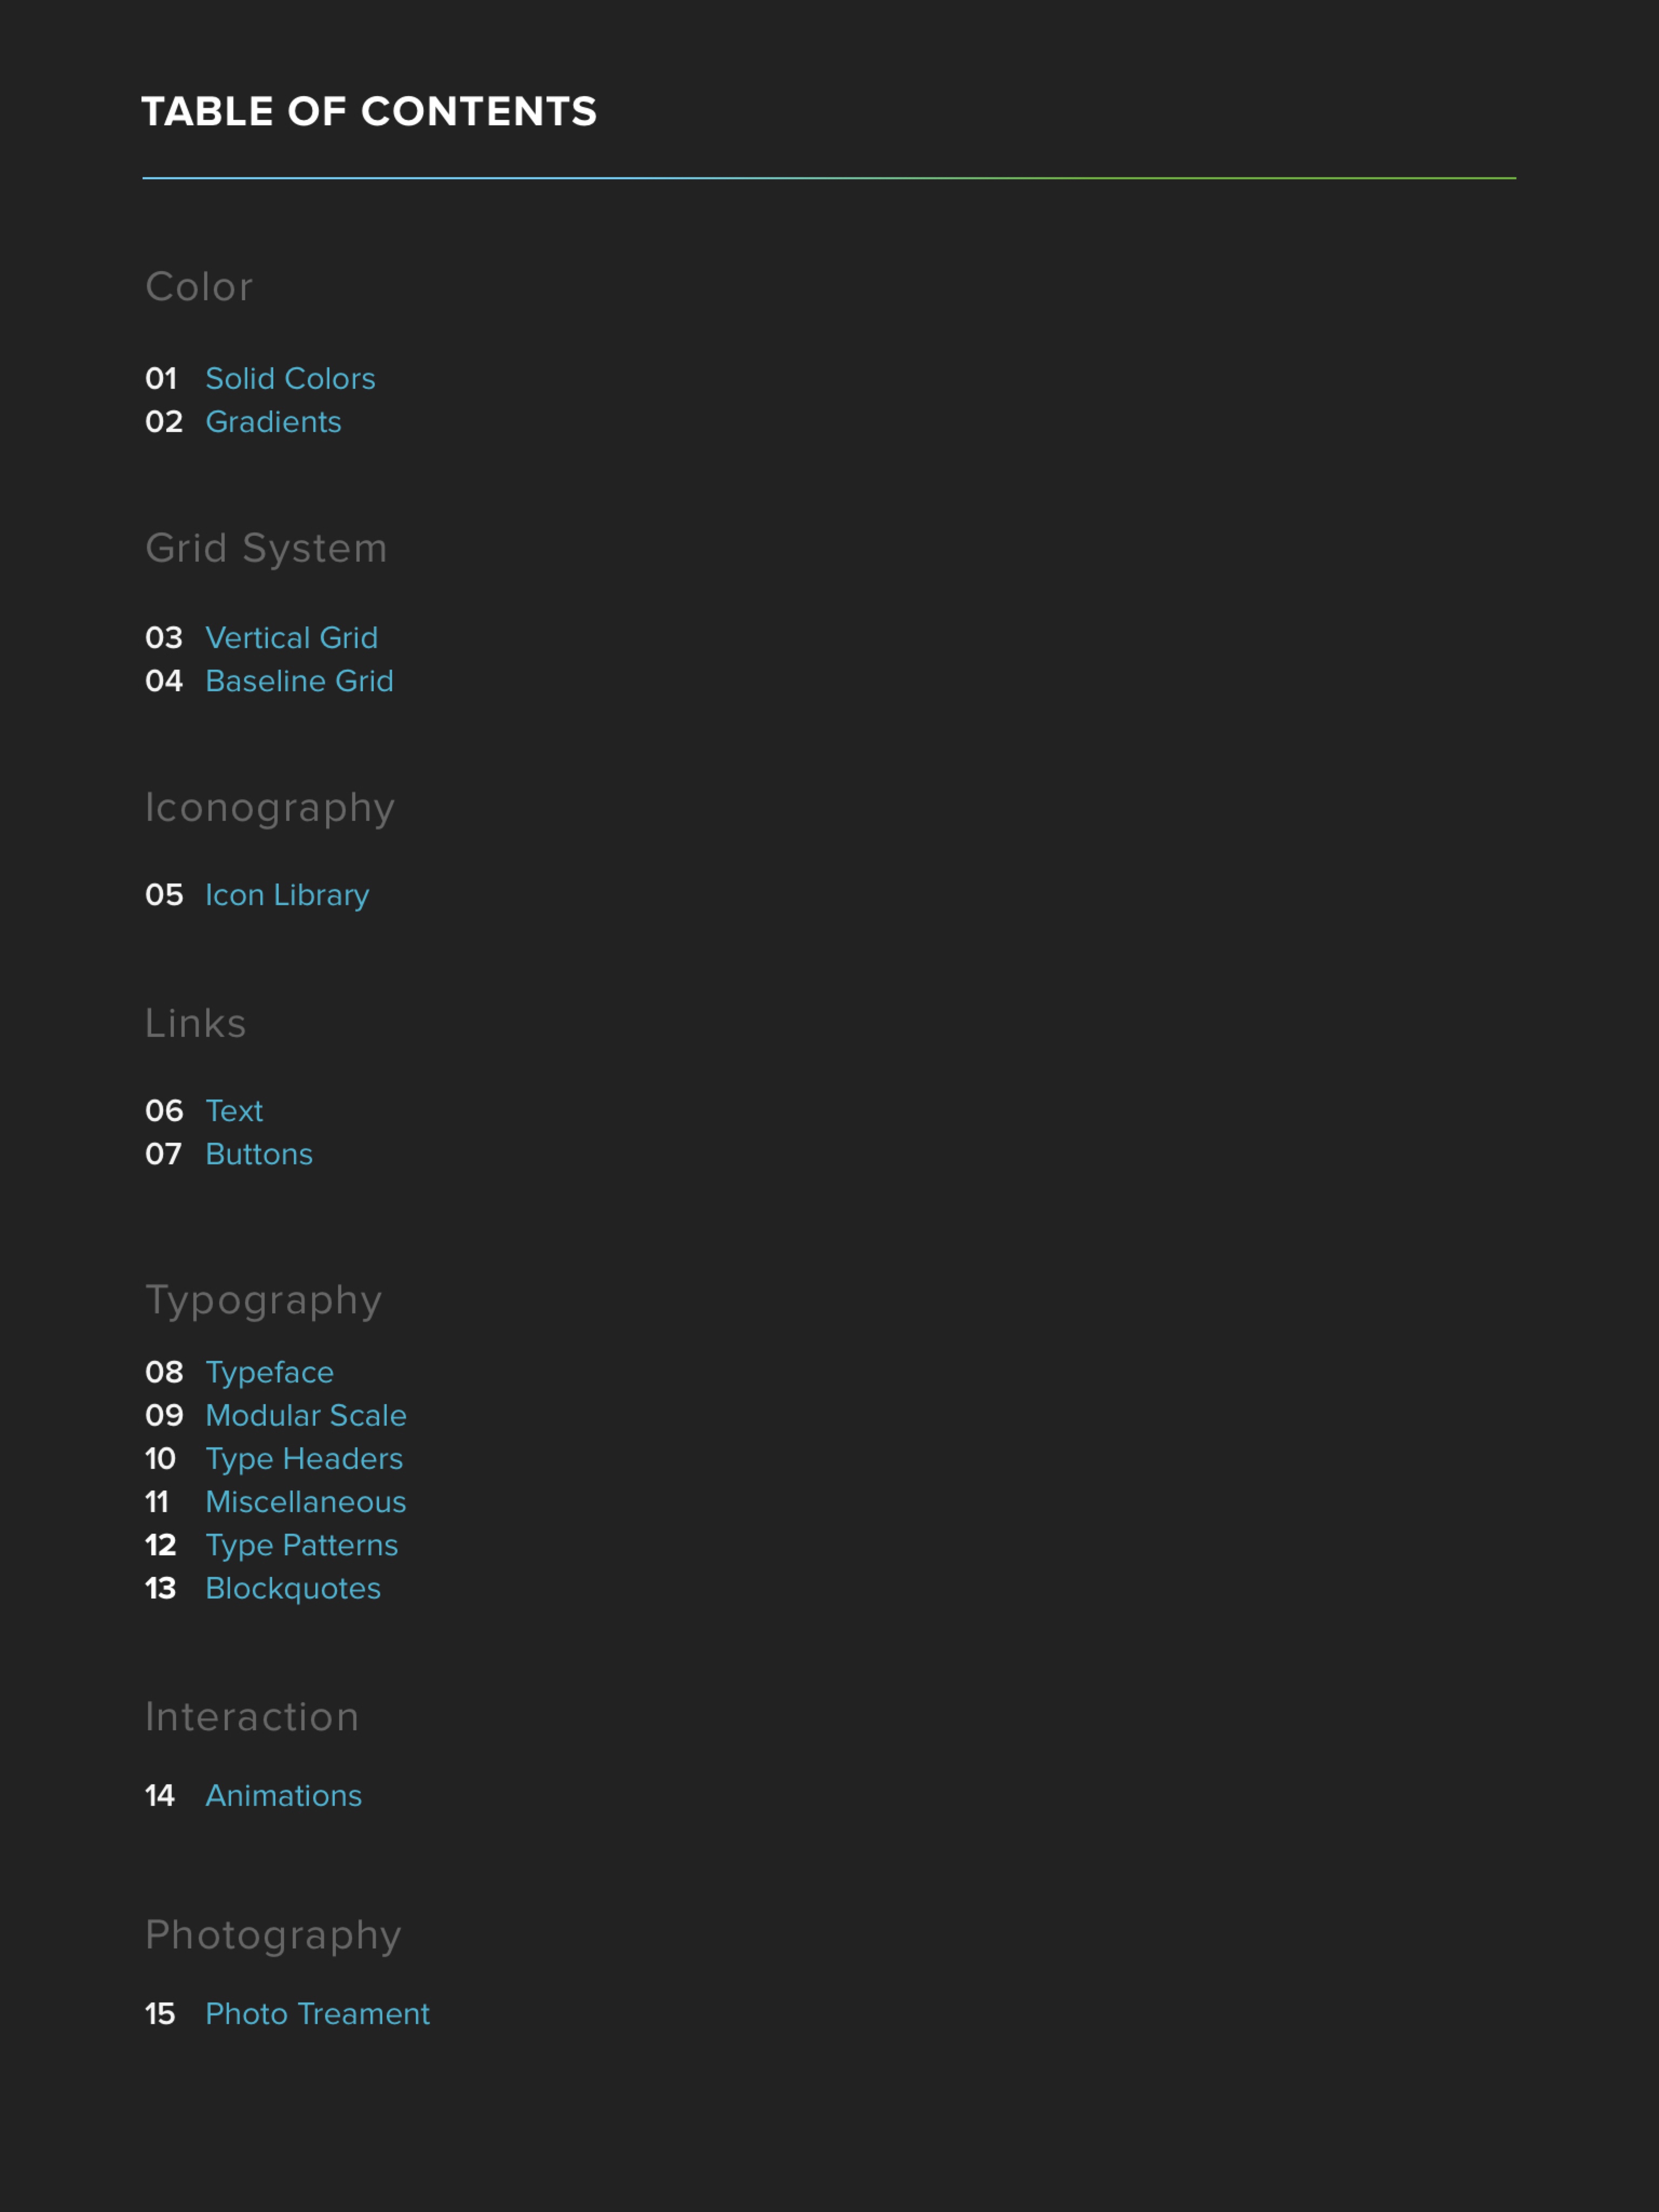 TABLE OF CONTENTS
Color
01 Solid Colors
02 Gradients
Grid System
03 Vertical Grid
04 Baseline Grid
Iconography
05 Icon Library
Links
06 Text
07 Buttons
Typography
08 Typeface
09 Modular Scale
10 Type Headers
11 Miscellaneous
12 Type Patterns
13 Blockquotes
Interaction
14 Animations
Photography
15 Photo Treament